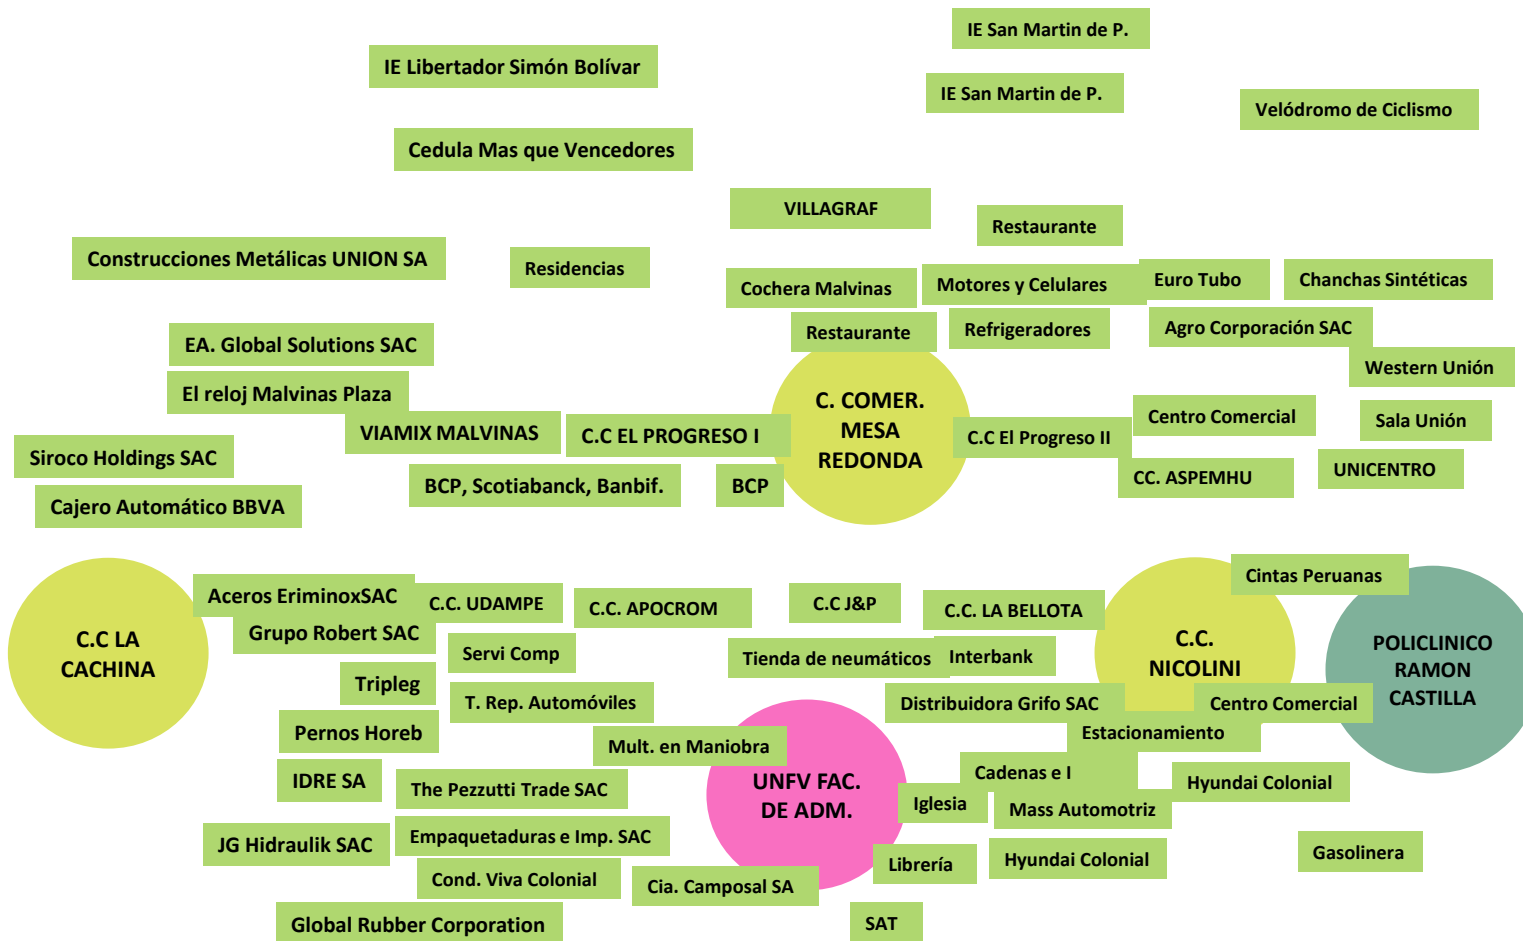 IE San Martin de P.
IE Libertador Simón Bolívar
IE San Martin de P.
Velódromo de Ciclismo
Cedula Mas que Vencedores
VILLAGRAF
Restaurante
Construcciones Metálicas UNION SA
Residencias
Cochera Malvinas
Motores y Celulares
Euro Tubo
Chanchas Sintéticas
Restaurante
Refrigeradores
Agro Corporación SAC
EA. Global Solutions SAC
Western Unión
El reloj Malvinas Plaza
C. COMER.
MESA
REDONDA
VIAMIX MALVINAS
C.C EL PROGRESO I
C.C El Progreso II
Centro Comercial
Sala Unión
Siroco Holdings SAC
BCP, Scotiabanck, Banbif.
BCP
CC. ASPEMHU
UNICENTRO
Cajero Automático BBVA
Cintas Peruanas
Aceros EriminoxSAC
C.C. UDAMPE
C.C. APOCROM
C.C J&P
C.C. LA BELLOTA
C.C LA
CACHINA
Grupo Robert SAC
Servi Comp
Tienda de neumáticos
Interbank
C.C.
NICOLINI
POLICLINICO
RAMON
CASTILLA
Tripleg
T. Rep. Automóviles
Distribuidora Grifo SAC
Centro Comercial
Pernos Horeb
Mult. en Maniobra
Estacionamiento
UNFV FAC.
DE ADM.
IDRE SA
The Pezzutti Trade SAC
Cadenas e I
Hyundai Colonial
Iglesia
Mass Automotriz
JG Hidraulik SAC
Empaquetaduras e Imp. SAC
Librería
Hyundai Colonial
Gasolinera
Cond. Viva Colonial
Cia. Camposal SA
Global Rubber Corporation
SAT